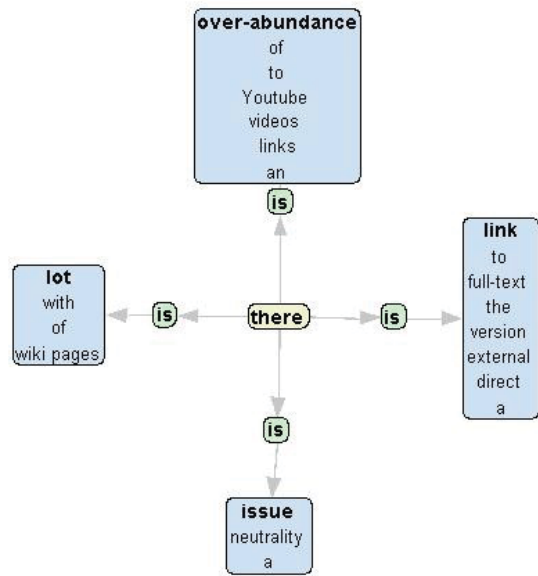 over-abundance
of
to
Youtube
videos
links
an
is
link
to
full-text
the
version
external
direct
a
lot
with
of
wiki pages
is
there
is
is
issue
neutrality
a